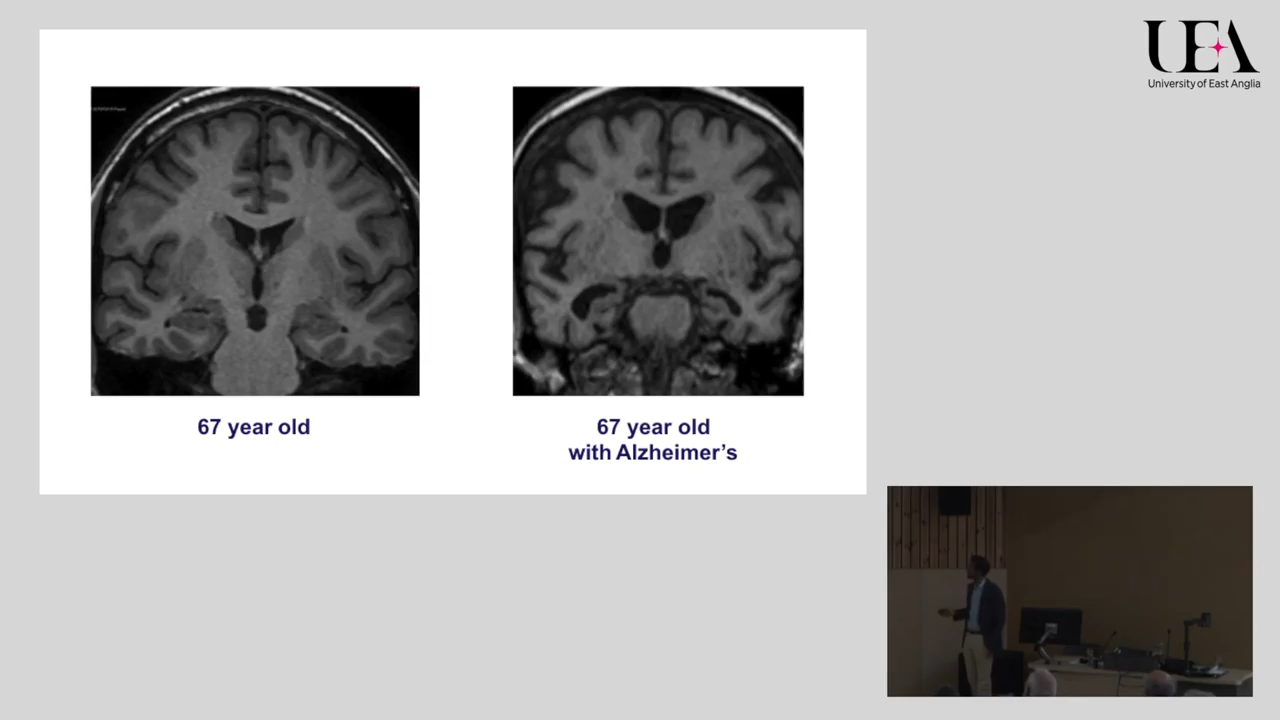 UEA
University of East Anglia
67 year old
67 year old
with Alzheimer's